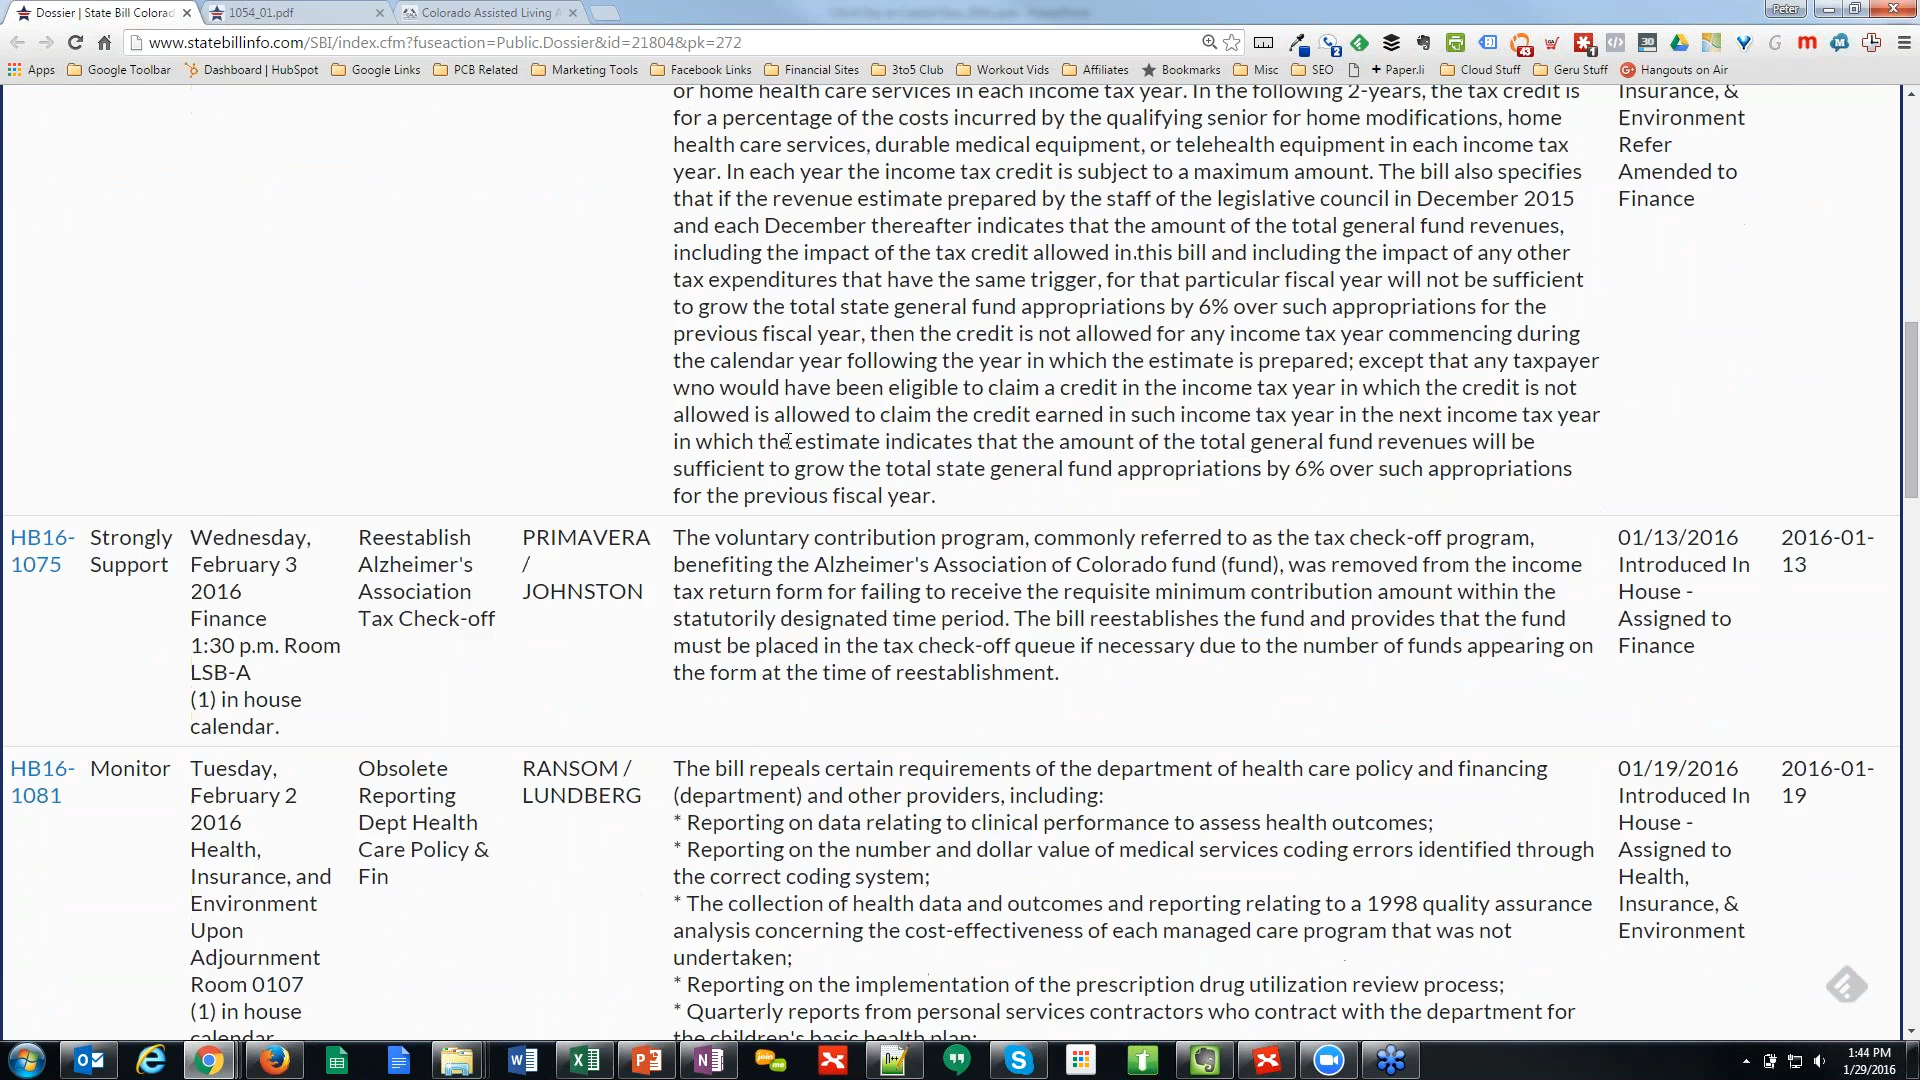 Dossier | State Bill Colorad
1054_01.pdf
Colorado Assisted Living A
Peter
www.statebillinfo.com/SBI/index.cfm?fuseaction=Public.Dossier&id=21804&pk=272
Apps
Google Toolbar
Dashboard | HubSpot
Google Links
PCB Related
Marketing Tools
Facebook Links
Financial Sites
3to5 Club
Workout Vids
Affiliates
Bookmarks
Misc
SEO
+ Paper.li
Cloud Stuff
Geru Stuff
Hangouts on Air
or home health care services in each income tax year. In the following 2-years, the tax credit is
for a percentage of the costs incurred by the qualifying senior for home modifications, home
health care services, durable medical equipment, or telehealth equipment in each income tax
year. In each year the income tax credit is subject to a maximum amount. The bill also specifies
that if the revenue estimate prepared by the staff of the legislative council in December 2015
and each December thereafter indicates that the amount of the total general fund revenues,
including the impact of the tax credit allowed in.this bill and including the impact of any other
tax expenditures that have the same trigger, for that particular fiscal year will not be sufficient
to grow the total state general fund appropriations by 6% over such appropriations for the
previous fiscal year, then the credit is not allowed for any income tax year commencing during
the calendar year following the year in which the estimate is prepared; except that any taxpayer
wno would have been eligible to claim a credit in the income tax year in which the credit is not
allowed is allowed to claim the credit earned in such income tax year in the next income tax year
in which the estimate indicates that the amount of the total general fund revenues will be
sufficient to grow the total state general fund appropriations by 6% over such appropriations
for the previous fiscal year.
Insurance, &
Environment
Refer
Amended to
Finance
HB16-
1075
Strongly
Support
Wednesday,
February 3
2016
Finance
1:30 p.m. Room
LSB-A
(1) in house
calendar.
Reestablish
Alzheimer's
Association
Tax Check-off
PRIMAVERA
/
JOHNSTON
The voluntary contribution program, commonly referred to as the tax check-off program,
benefiting the Alzheimer's Association of Colorado fund (fund), was removed from the income
tax return form for failing to receive the requisite minimum contribution amount within the
statutorily designated time period. The bill reestablishes the fund and provides that the fund
must be placed in the tax check-off queue if necessary due to the number of funds appearing on
the form at the time of reestablishment.
01/13/2016
Introduced In
House -
Assigned to
Finance
2016-01-
13
HB16-
1081
Monitor
Tuesday,
February 2
2016
Health,
Insurance, and
Environment
Upon
Adjournment
Room 0107
(1) in house
calendar.
Obsolete
Reporting
Dept Health
Care Policy &
Fin
RANSOM /
LUNDBERG
The bill repeals certain requirements of the department of health care policy and financing
(department) and other providers, including:
* Reporting on data relating to clinical performance to assess health outcomes;
* Reporting on the number and dollar value of medical services coding errors identified through
the correct coding system;
* The collection of health data and outcomes and reporting relating to a 1998 quality assurance
analysis concerning the cost-effectiveness of each managed care program that was not
undertaken;
* Reporting on the implementation of the prescription drug utilization review process;
* Quarterly reports from personal services contractors who contract with the department for
the children's basic health plan;
01/19/2016
Introduced In
House -
Assigned to
Health,
Insurance, &
Environment
2016-01-
19
1:44 PM
1/29/2016